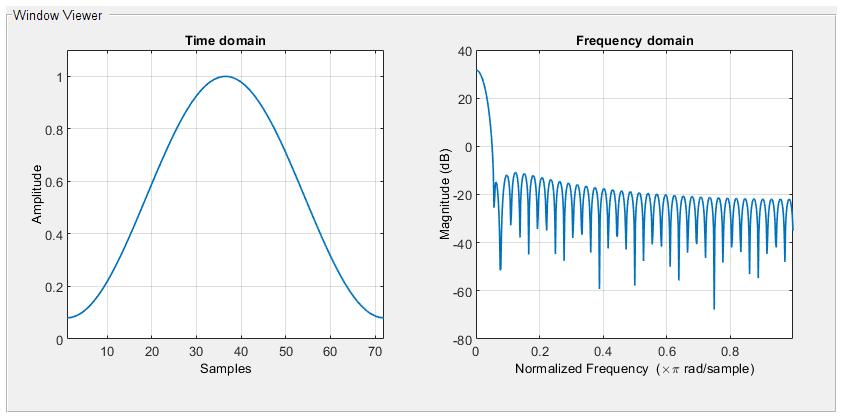 Window Viewer
Time domain
Amplitude
1
0.8
0.6
0.4
0.2
0
10 20 30 40 50 60 70
Samples
Frequency domain
Magnitude (dB)
40
20
0
-20
-40
-60
-80
0 0.2 0.4 0.6 0.8
Normalized Frequency (×π rad/sample)